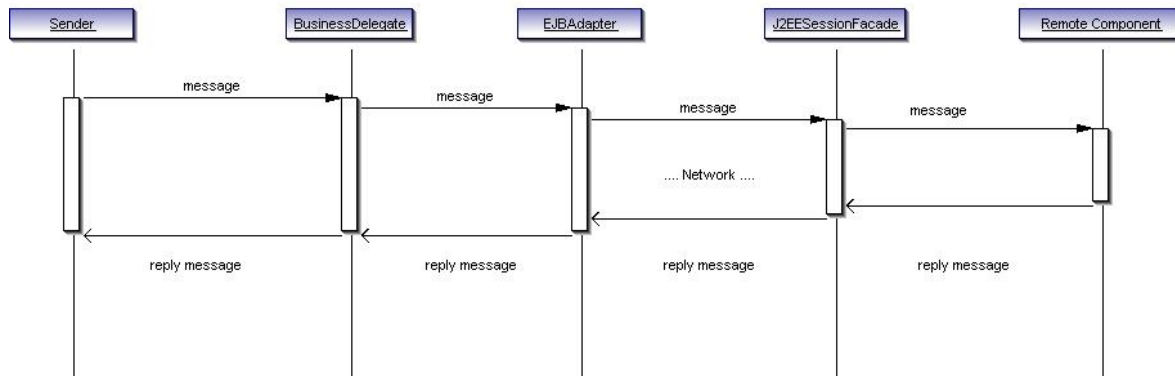 Sender
BusinessDelegate
EJBAdapter
J2EESessionFacade
Remote Component
message
message
message
message
.... Network ....
reply message
reply message
reply message
reply message